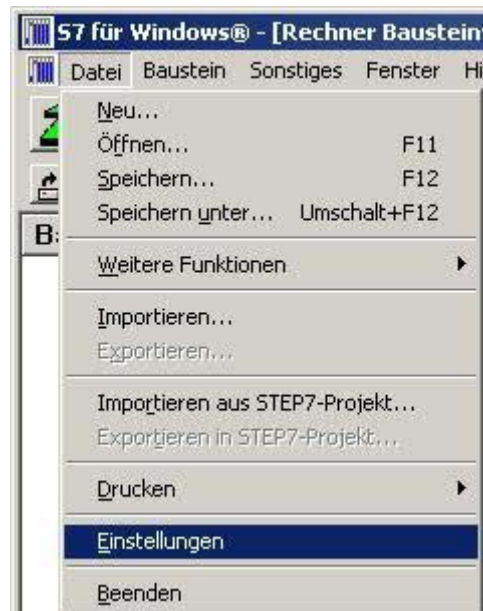 S7 für Windows® - [Rechner Baustein
Datei Baustein Sonstiges Fenster Hi
Neu...
Öffnen... F11
Speichern... F12
Speichern unter... Umschalt+F12
B
Weitere Funktionen
Importieren...
Exportieren...
Importieren aus STEP7-Projekt...
Exportieren in STEP7-Projekt...
Drucken
Einstellungen
Beenden